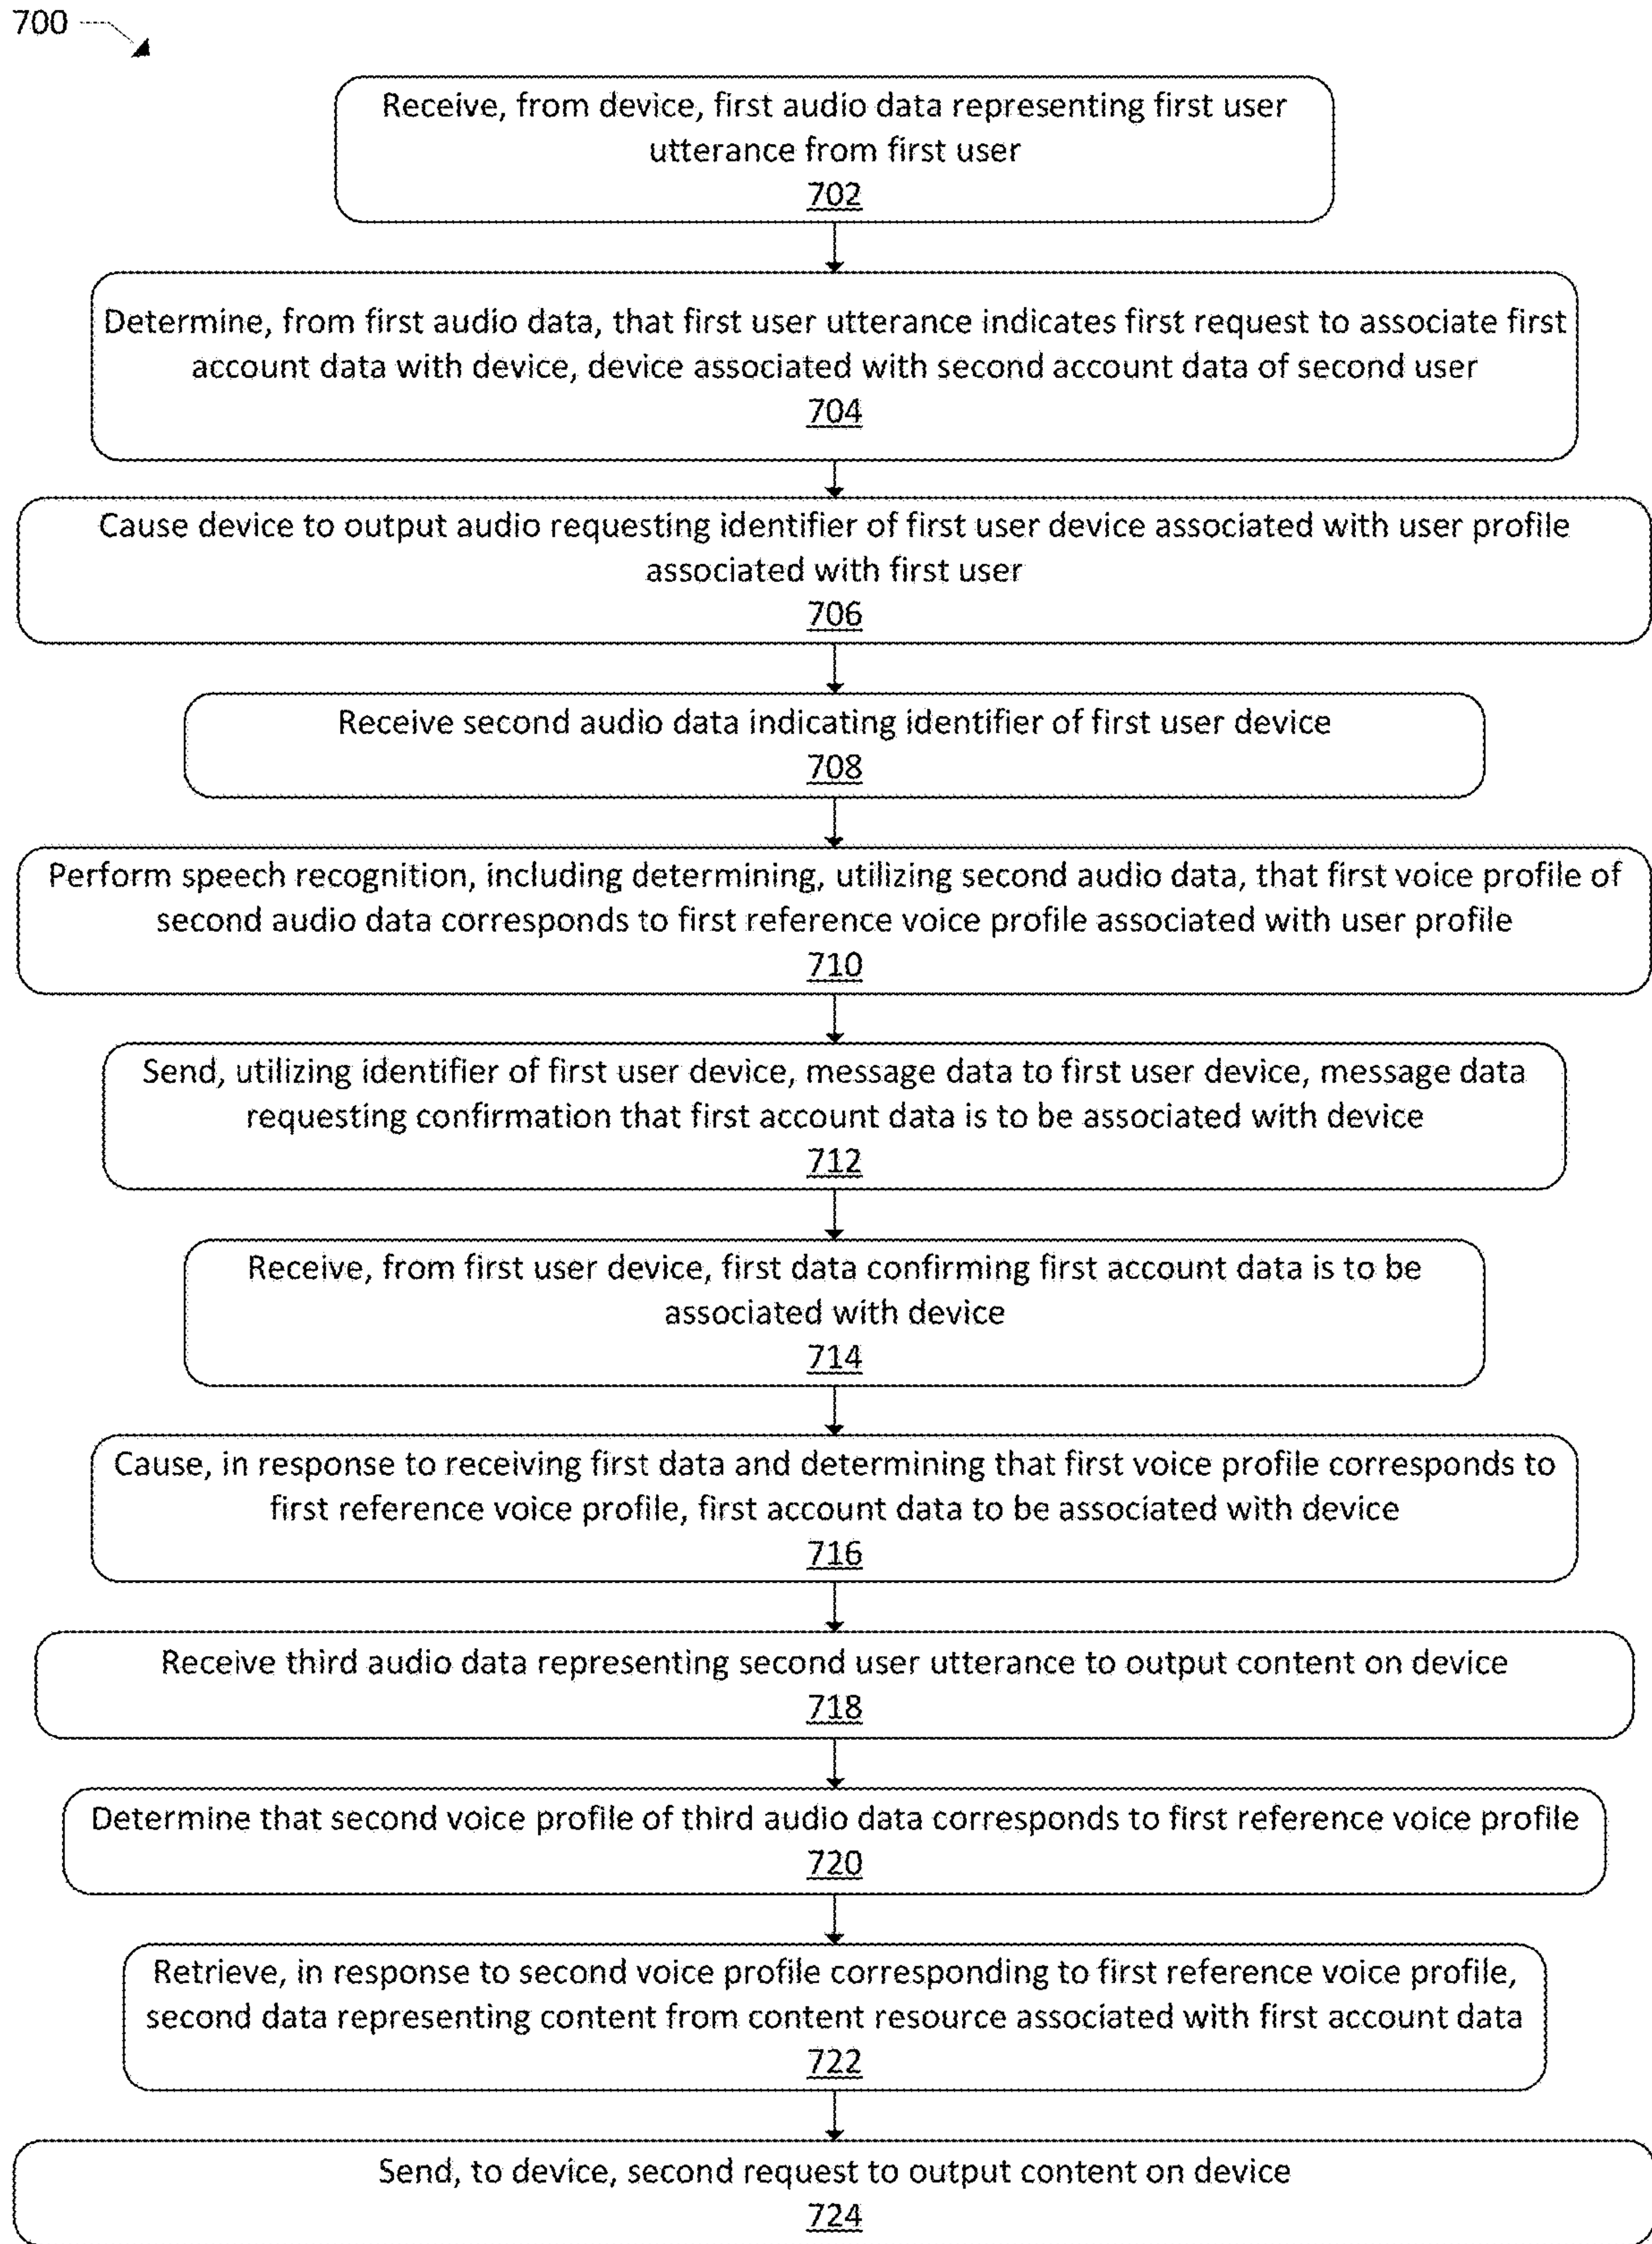 700
Receive, from device, first audio data representing first user
utterance from first user
702
Determine, from first audio data, that first user utterance indicates first request to associate first
account data with device, device associated with second account data of second user
704
Cause device to output audio requesting identifier of first user device associated with user profile
associated with first user
706
Receive second audio data indicating identifier of first user device
708
Perform speech recognition, including determining, utilizing second audio data, that first voice profile of
second audio data corresponds to first reference voice profile associated with user profile
710
Send, utilizing identifier of first user device, message data to first user device, message data
requesting confirmation that first account data is to be associated with device
712
Receive, from first user device, first data confirming first account data is to be
associated with device
714
Cause, in response to receiving first data and determining that first voice profile corresponds to
first reference voice profile, first account data to be associated with device
716
Receive third audio data representing second user utterance to output content on device
718
Determine that second voice profile of third audio data corresponds to first reference voice profile
720
Retrieve, in response to second voice profile corresponding to first reference voice profile,
second data representing content from content resource associated with first account data
722
Send, to device, second request to output content on device
724